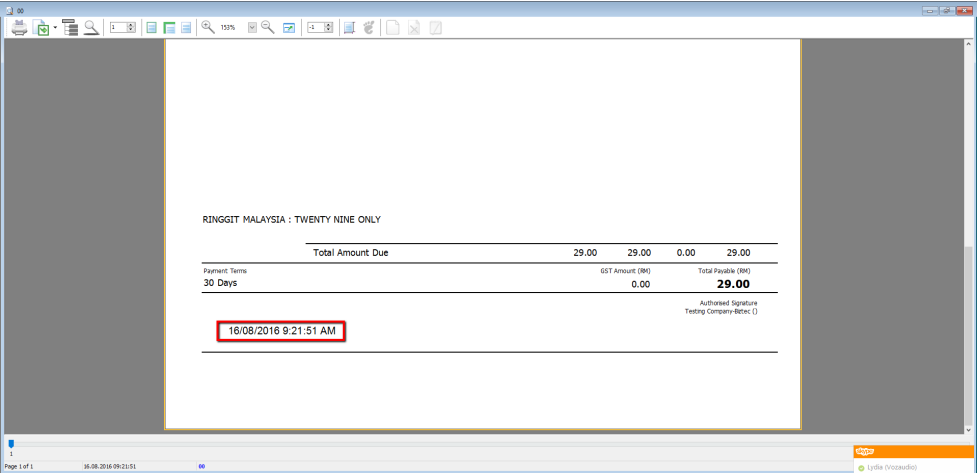 00
1
153%
-1
RINGGIT MALAYSIA : TWENTY NINE ONLY
Total Amount Due 29.00 29.00 0.00 29.00
Payment Terms GST Amount (RM) Total Payable (RM)
30 Days 0.00 29.00
Authorised Signature
Testing Company-Biztec ()
16/08/2016 9:21:51 AM
1
Page 1 of 1 16.08.2016 09:21:51 00
skype
Lydia (Vozaudio)